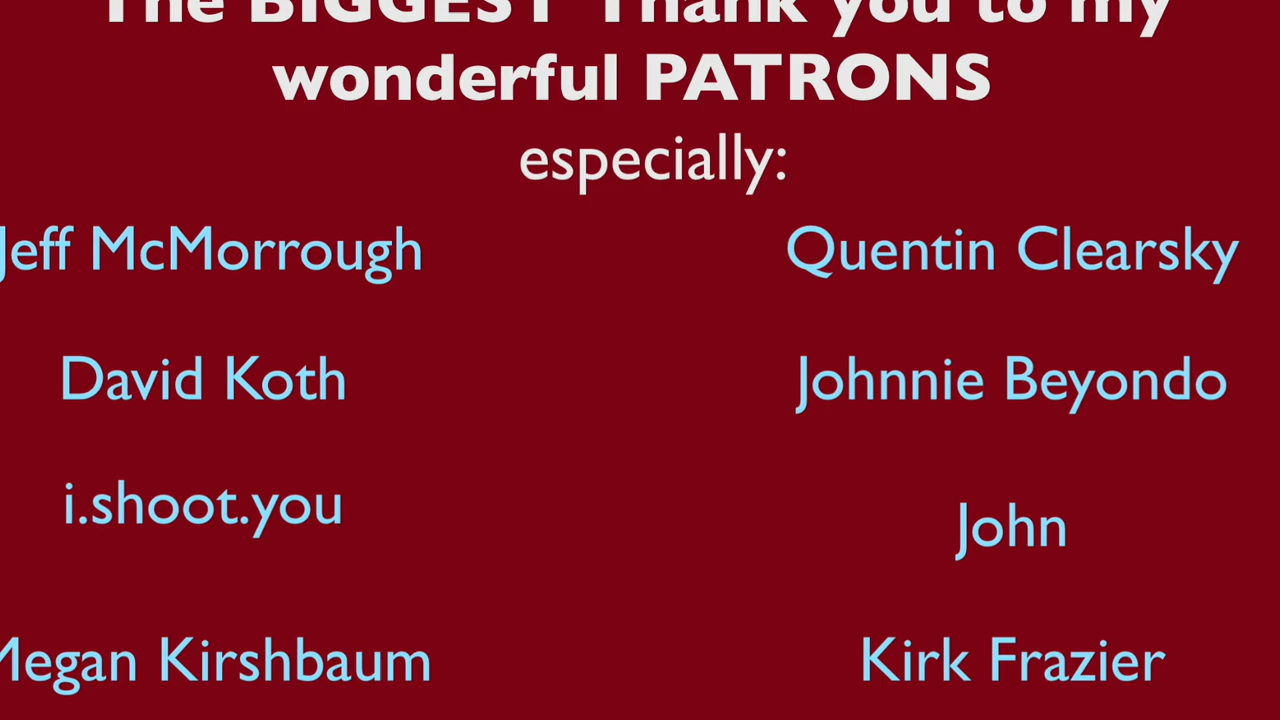 The BIGGEST Thank you to my
wonderful PATRONS
especially:
Jeff McMorrough
Quentin Clearsky
David Koth
Johnnie Beyondo
i.shoot.you
John
Megan Kirshbaum
Kirk Frazier